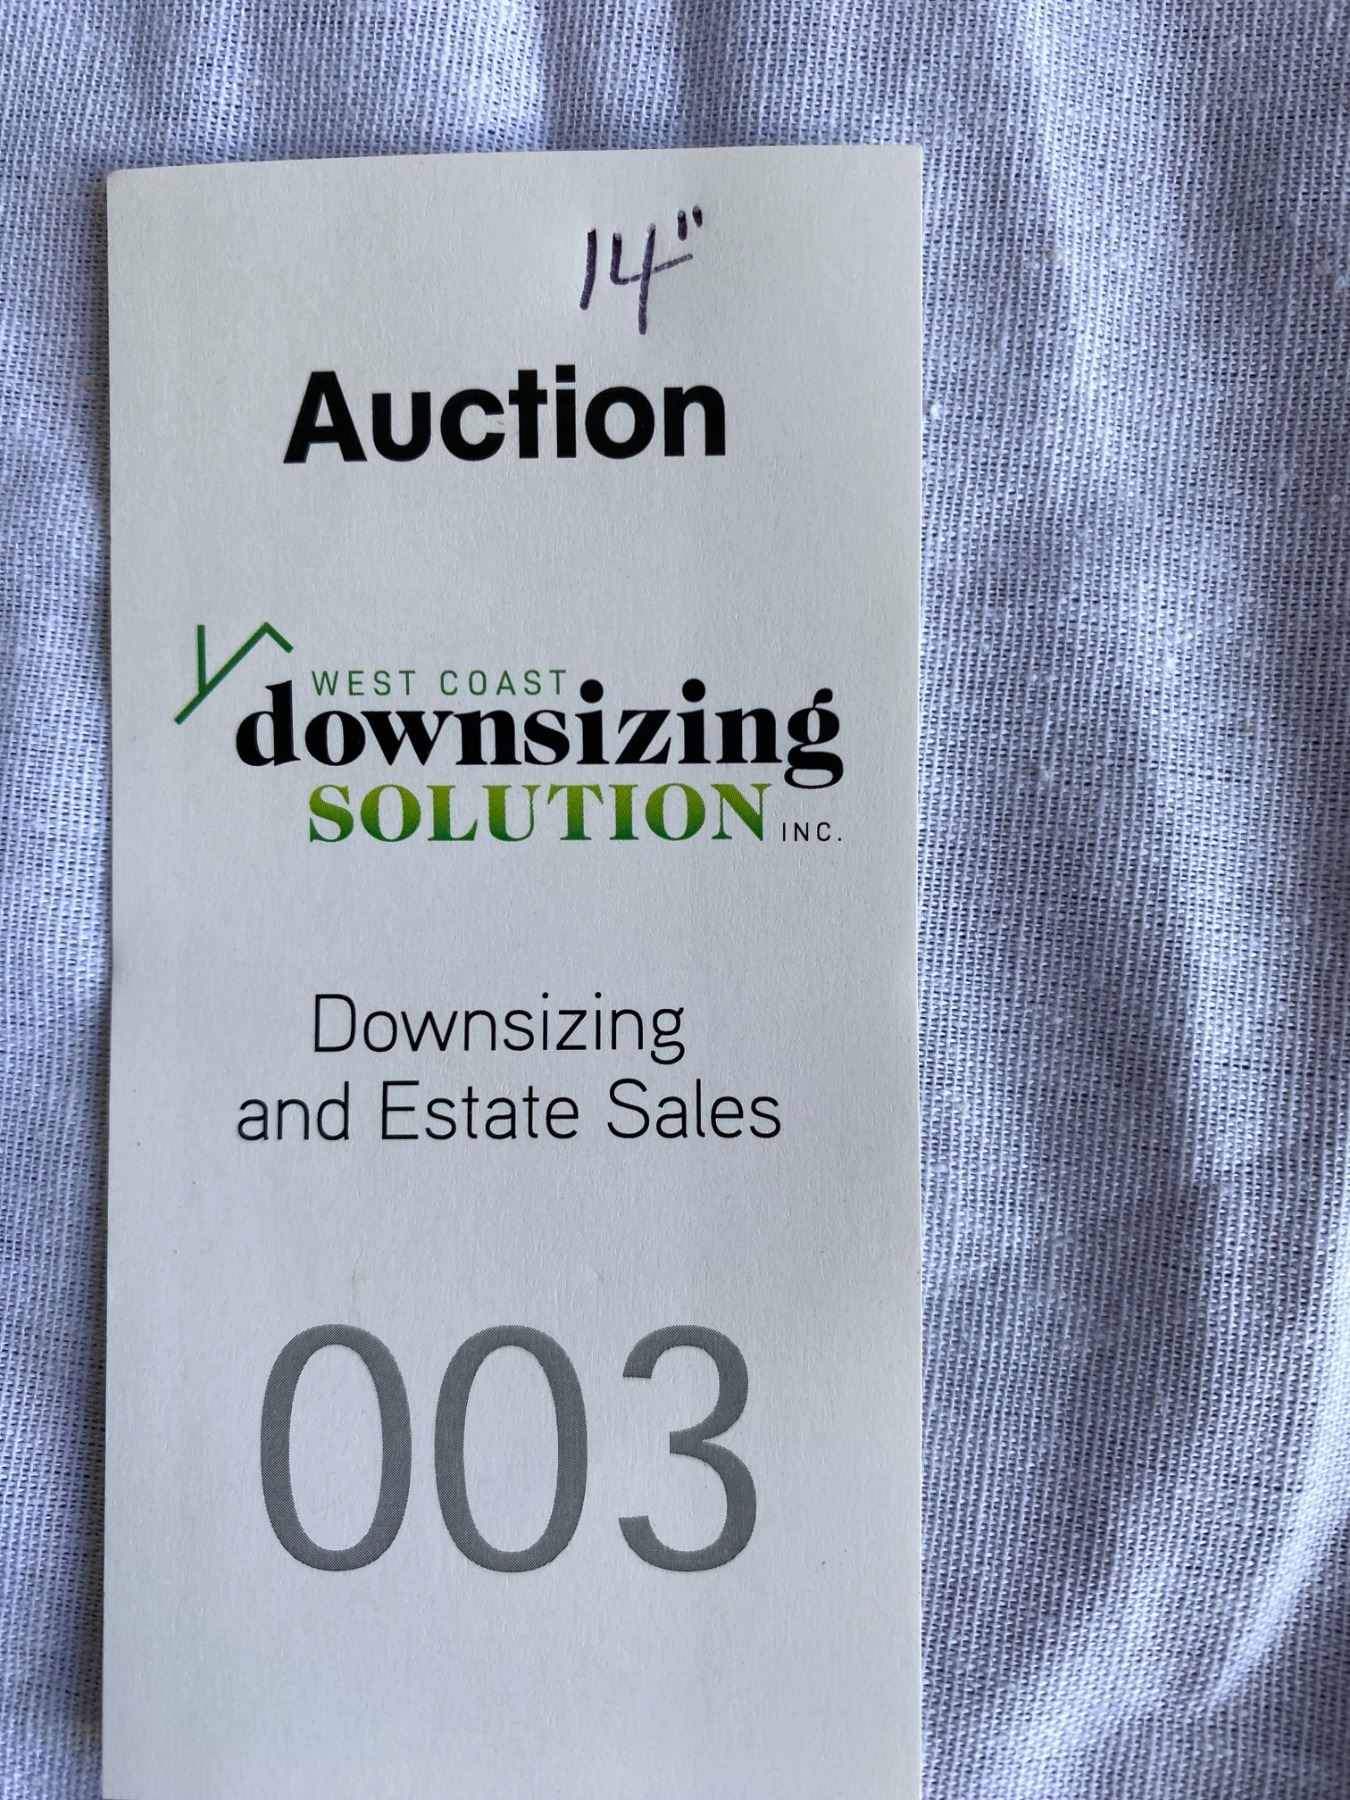 14"
Auction
WEST COAST
downsizing
SOLUTION INC.
Downsizing
and Estate Sales
003